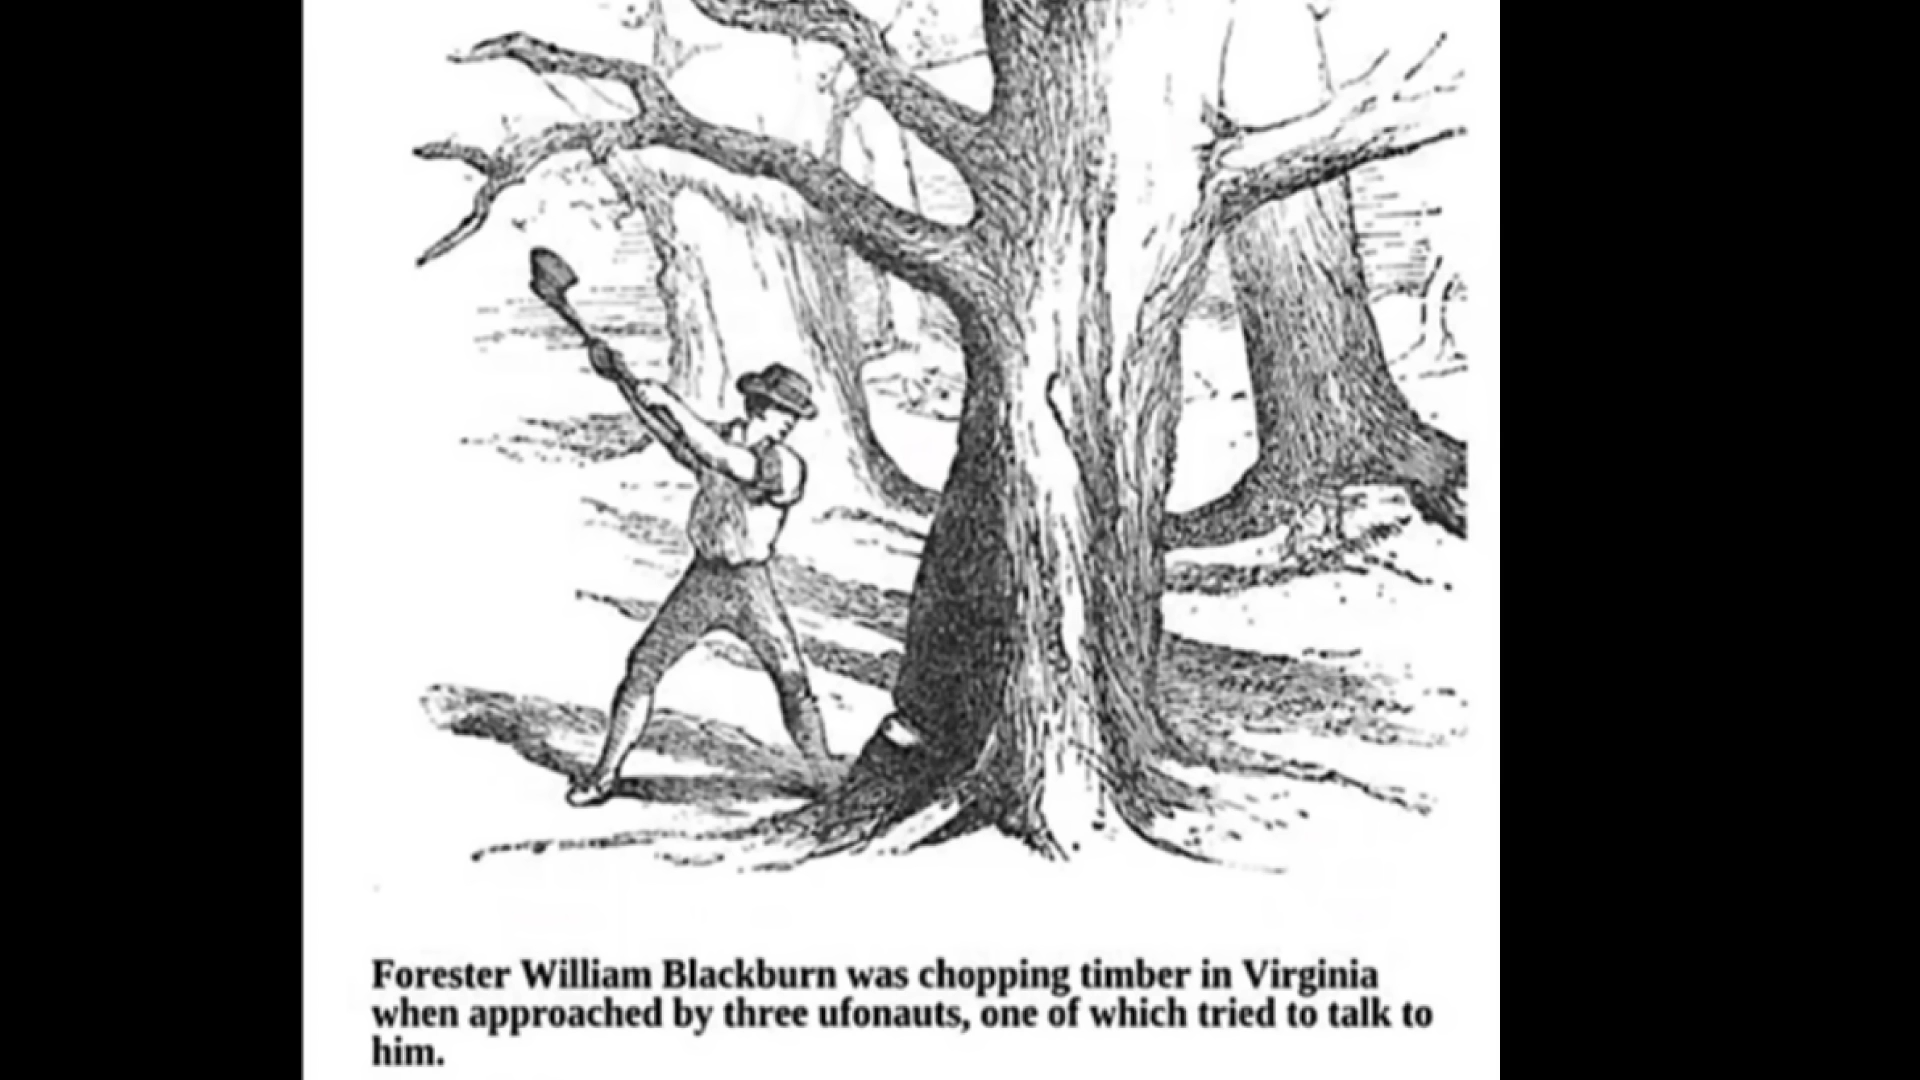 Forester William Blackburn was chopping timber in Virginia
when approached by three ufonauts, one of which tried to talk to
him.